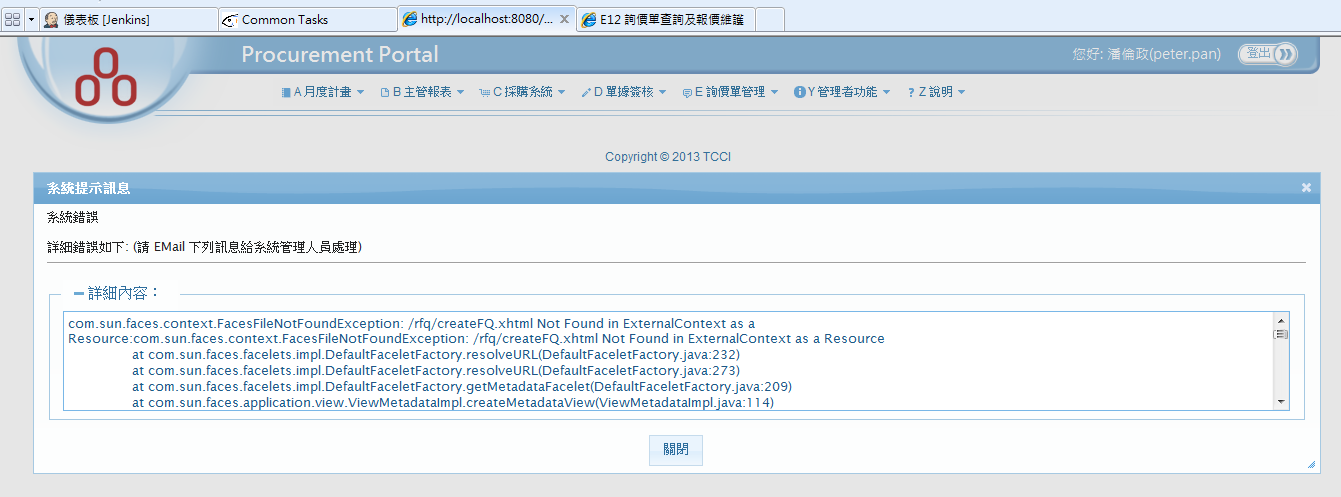 儀表板 [Jenkins]
Common Tasks
http://localhost:8080/...
E12 詢價單查詢及報價維護
Procurement Portal
您好: 潘倫政(peter.pan)
登出
A 月度計畫
B 主管報表
C 採購系統
D 單據簽核
E 詢價單管理
Y 管理者功能
? Z 說明
Copyright © 2013 TCCI
系統提示訊息
系統錯誤
詳細錯誤如下: (請 EMail 下列訊息給系統管理人員處理)
詳細內容：
com.sun.faces.context.FacesFileNotFoundException: /rfq/createFQ.xhtml Not Found in ExternalContext as a
Resource:com.sun.faces.context.FacesFileNotFoundException: /rfq/createFQ.xhtml Not Found in ExternalContext as a Resource
at com.sun.faces.facelets.impl.DefaultFaceletFactory.resolveURL(DefaultFaceletFactory.java:232)
at com.sun.faces.facelets.impl.DefaultFaceletFactory.resolveURL(DefaultFaceletFactory.java:273)
at com.sun.faces.facelets.impl.DefaultFaceletFactory.getMetadataFacelet(DefaultFaceletFactory.java:209)
at com.sun.faces.application.view.ViewMetadataImpl.createMetadataView(ViewMetadataImpl.java:114)
關閉